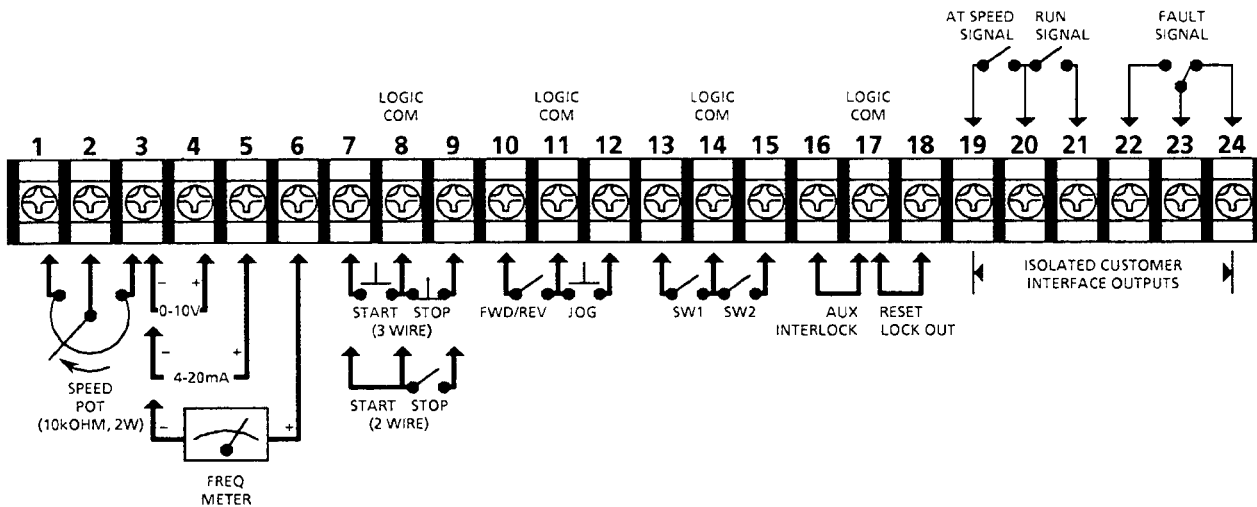 AT SPEED SIGNAL
RUN SIGNAL
FAULT SIGNAL
LOGIC COM
LOGIC COM
LOGIC COM
LOGIC COM
1 2 3 4 5 6 7 8 9 10 11 12 13 14 15 16 17 18 19 20 21 22 23 24
- +
0-10V
- +
4-20mA
- +
SPEED
POT
(10kOHM, 2W)
FREQ
METER
START STOP
(3 WIRE)
START STOP
(2 WIRE)
FWD/REV JOG
SW1 SW2
AUX
INTERLOCK
RESET
LOCK OUT
ISOLATED CUSTOMER
INTERFACE OUTPUTS